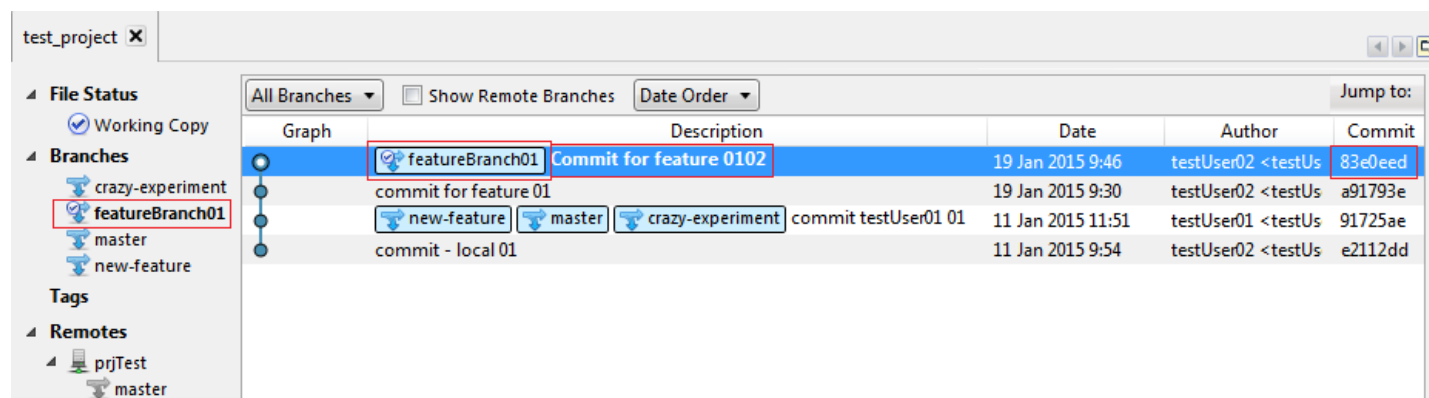 test_project
File Status
Working Copy
Branches
crazy-experiment
featureBranch01
master
new-feature
Tags
Remotes
prjTest
master
All Branches Show Remote Branches Date Order Jump to:
Graph Description Date Author Commit
featureBranch01 Commit for feature 0102 19 Jan 2015 9:46 testUser02 <testUs 83e0eed
commit for feature 01 19 Jan 2015 9:30 testUser02 <testUs a91793e
new-feature master crazy-experiment commit testUser01 01 11 Jan 2015 11:51 testUser01 <testUs 91725ae
commit - local 01 11 Jan 2015 9:54 testUser02 <testUs e2112dd